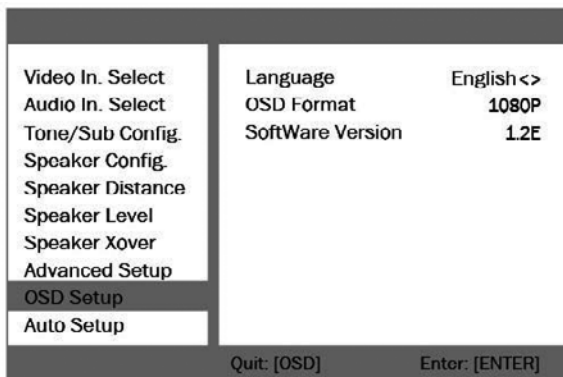 Video In. Select
Audio In. Select
Tone/Sub Config.
Speaker Config.
Speaker Distance
Speaker Level
Speaker Xover
Advanced Setup
OSD Setup
Auto Setup
Language English<>
OSD Format 1080P
SoftWare Version 1.2E
Quit: [OSD] Enter: [ENTER]